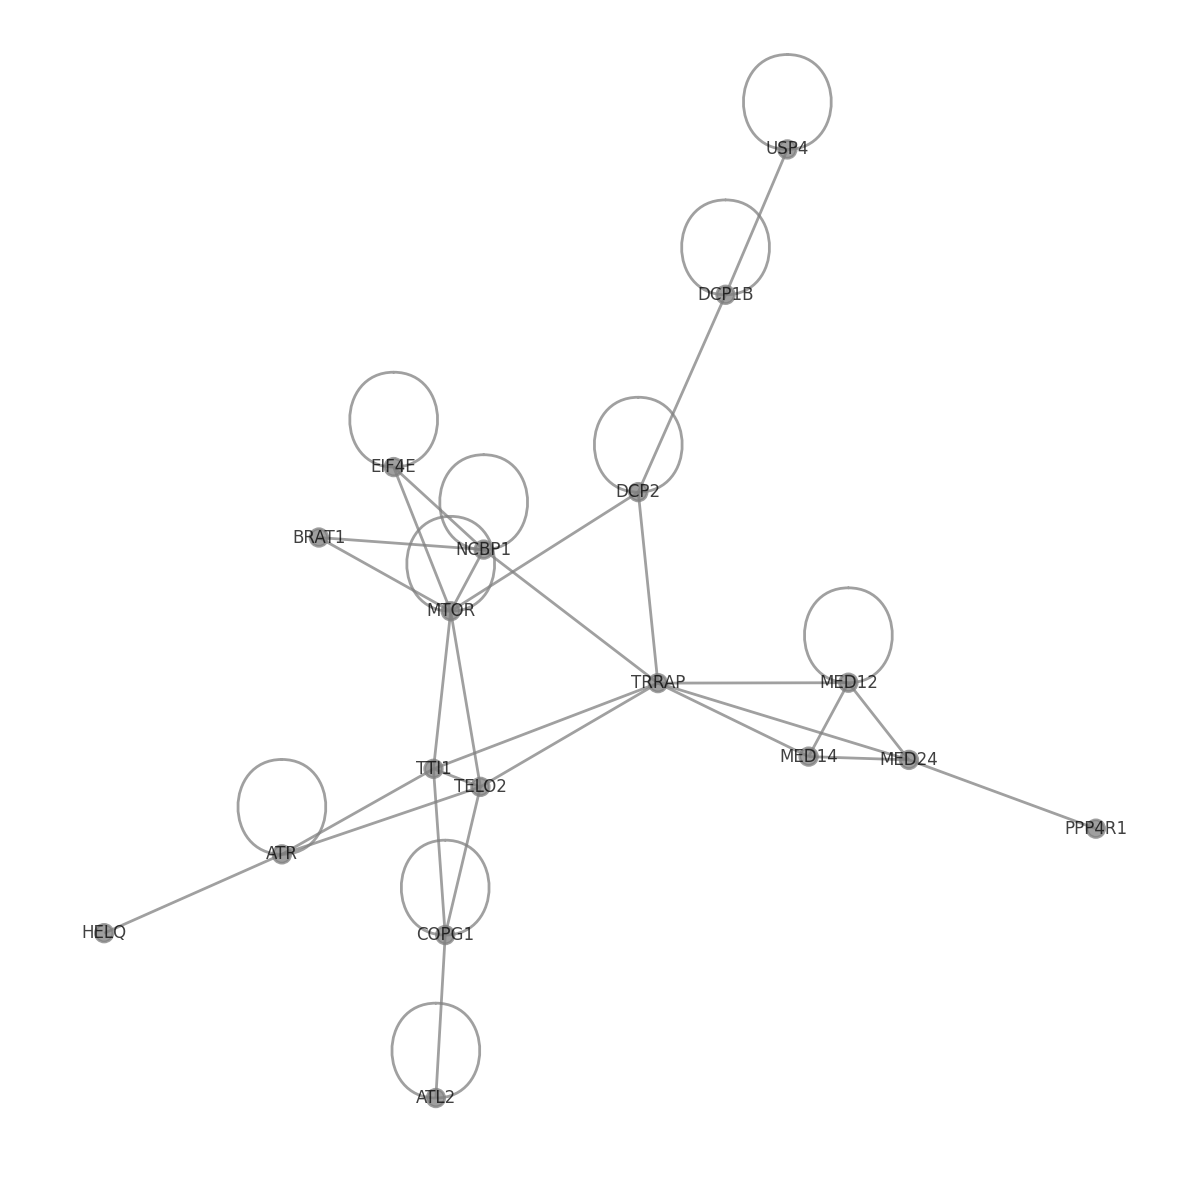 USP4
DCP1B
EIF4E
DCP2
BRAT1
NCBP1
MTOR
TRRAP
MED12
MED14
MED24
TTI1
TELO2
PPP4R1
ATR
HELQ
COPG1
ATL2